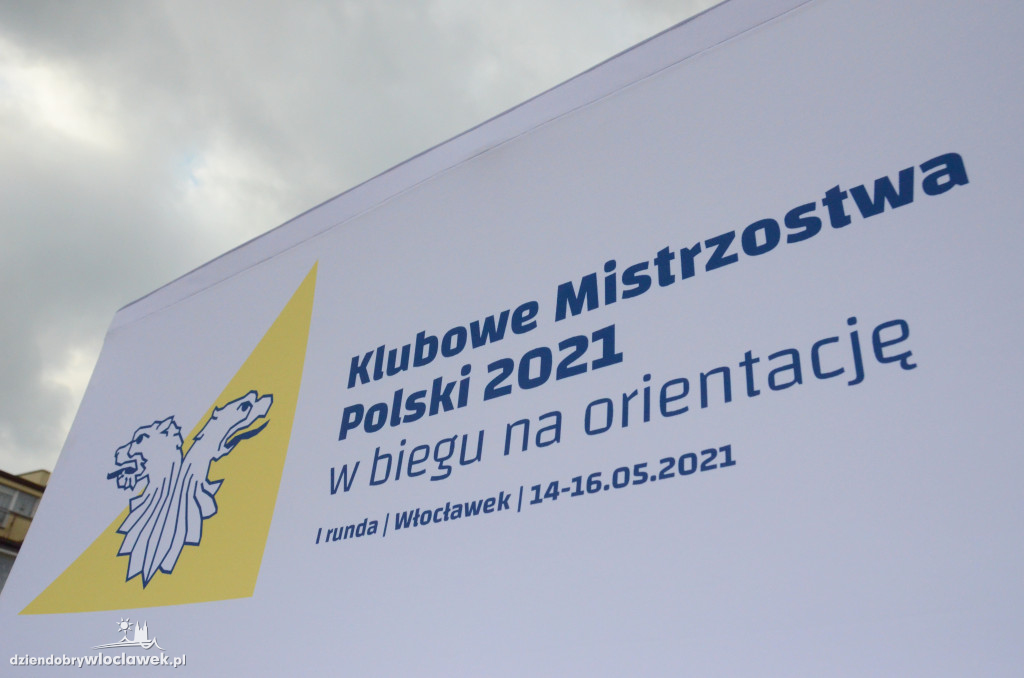 Klubowe Mistrzostwa
Polski 2021
w biegu na orientację
I runda | Włocławek | 14-16.05.2021
dziendobrywloclawek.pl